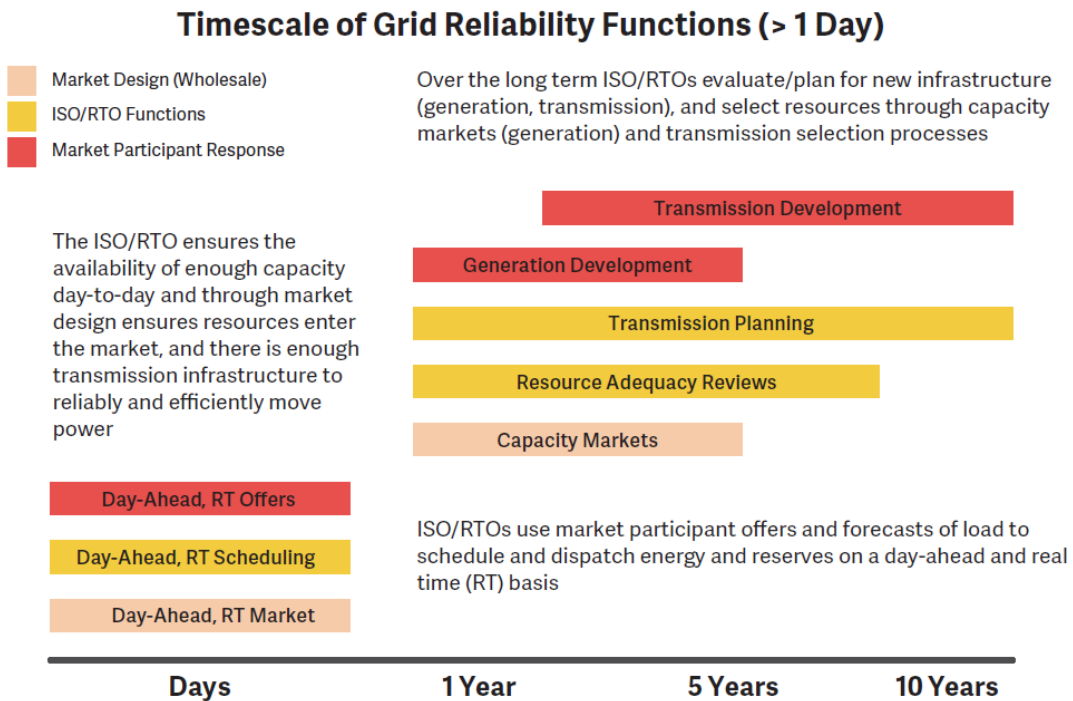 Timescale of Grid Reliability Functions (> 1 Day)
Market Design (Wholesale)
ISO/RTO Functions
Market Participant Response
Over the long term ISO/RTOs evaluate/plan for new infrastructure
(generation, transmission), and select resources through capacity
markets (generation) and transmission selection processes
Transmission Development
The ISO/RTO ensures the
availability of enough capacity
day-to-day and through market
design ensures resources enter
the market, and there is enough
transmission infrastructure to
reliably and efficiently move
power
Generation Development
Transmission Planning
Resource Adequacy Reviews
Capacity Markets
Day-Ahead, RT Offers
Day-Ahead, RT Scheduling
Day-Ahead, RT Market
ISO/RTOs use market participant offers and forecasts of load to
schedule and dispatch energy and reserves on a day-ahead and real
time (RT) basis
Days
1 Year
5 Years
10 Years